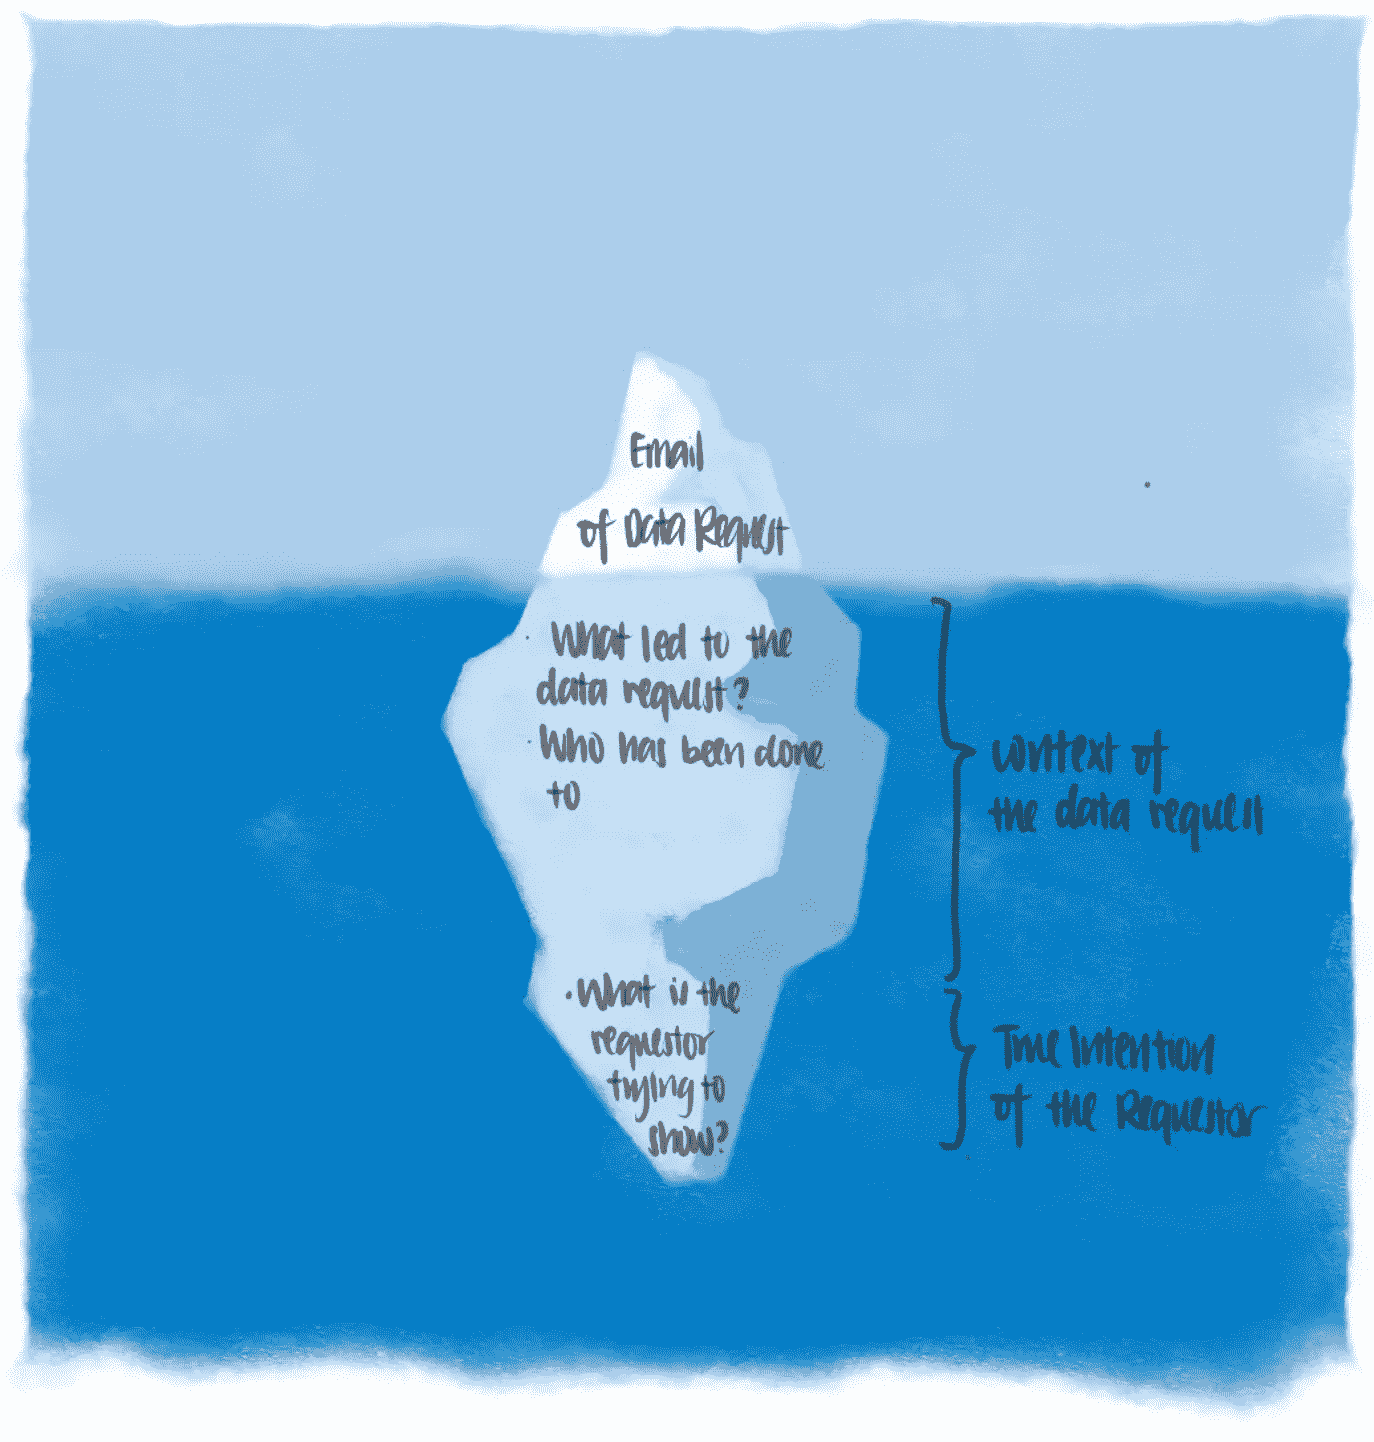 Email
of Data Request
· What led to the
data request?
· Who has been done
to
· What is the
requestor
trying to
show?
context of
the data request
True Intention
of the Requestor